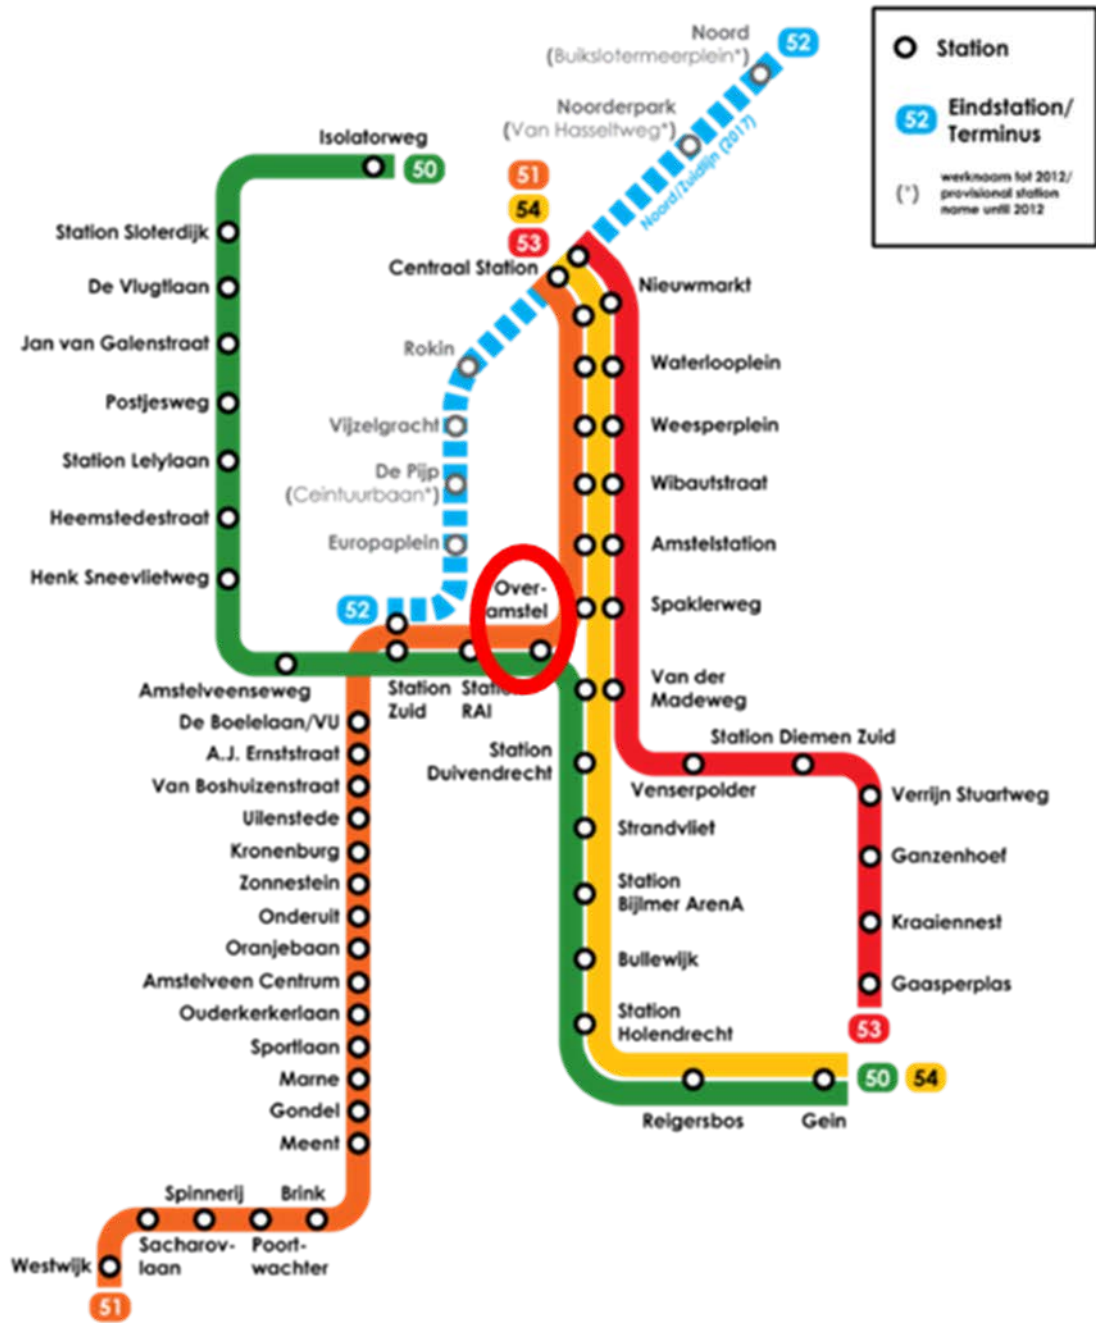 Noord
(Buikslotermeerplein*)
52
Noorderpark
(Van Hasseltweg*)
Noord/Zuidlijn (2017)
Station
52
Eindstation/
Terminus
(*)
werknaam tot 2012/
provisional station
name until 2012
Isolatorweg
50
51
54
53
Centraal Station
Station Sloterdijk
De Vlugtlaan
Jan van Galenstraat
Postjesweg
Station Lelylaan
Heemstedestraat
Henk Sneevlietweg
Amstelveenseweg
Rokin
Vijzelgracht
De Pijp
(Ceintuurbaan*)
Europaplein
52
Over-
amstel
Station
Zuid
RAI
Nieuwmarkt
Waterlooplein
Weesperplein
Wibautstraat
Amstelstation
Spaklerweg
Van der
Madeweg
Station Diemen Zuid
Venserpolder
Verrijn Stuartweg
Ganzenhoef
Kraaiennest
Gaasperplas
53
Station
Duivendrecht
Strandvliet
Station
Bijlmer ArenA
Bullewijk
Station
Holendrecht
50 54
Reigersbos
Gein
De Boelelaan/VU
A.J. Ernststraat
Van Boshuizenstraat
Uilenstede
Kronenburg
Zonnestein
Onderuit
Oranjebaan
Amstelveen Centrum
Ouderkerkerlaan
Sportlaan
Marne
Gondel
Meent
Brink
Poort-
wachter
Spinnerij
Sacharov-
laan
Westwijk
51